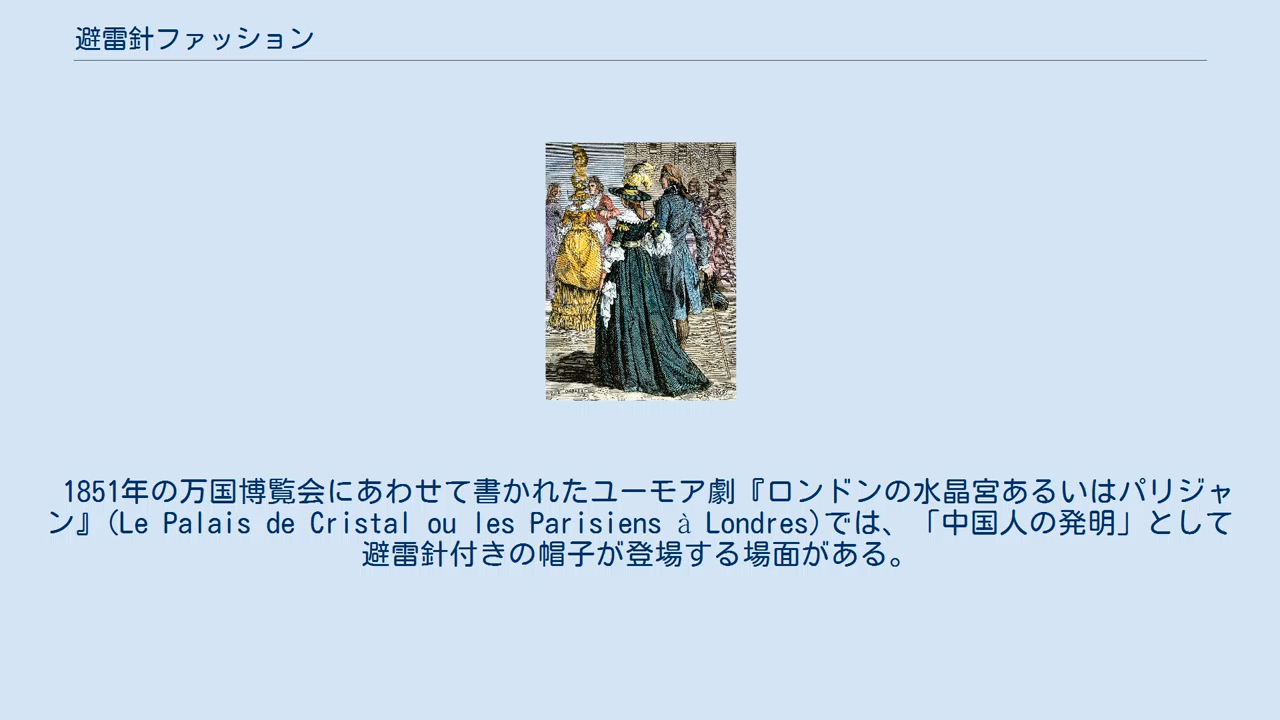 避雷針ファッション
1851年の万国博覧会にあわせて書かれたユーモア劇『ロンドンの水晶宮あるいはパリジャ
ン』(Le Palais de Cristal ou les Parisiens à Londres)では、「中国人の発明」として
避雷針付きの帽子が登場する場面がある。